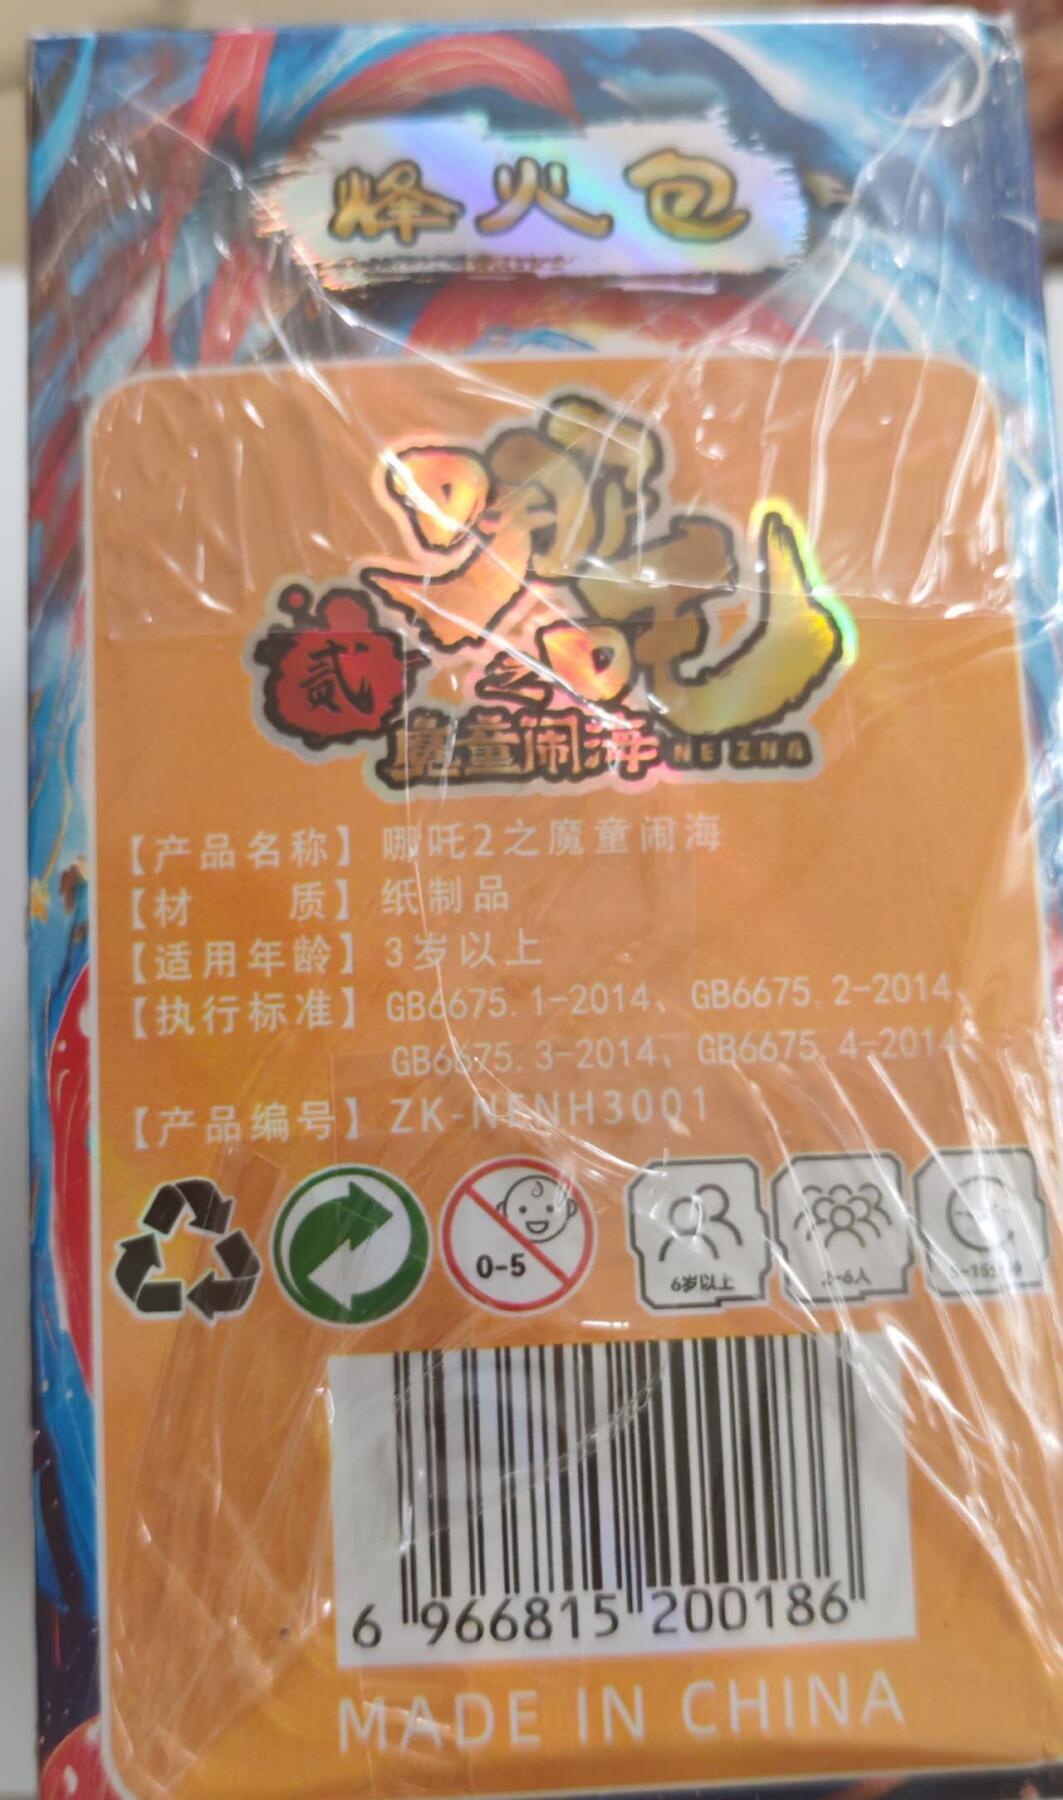 烽火包
哪吒
贰
之
魔童闹海 NE ZHA
【产品名称】哪吒2之魔童闹海
【材 质】纸制品
【适用年龄】3岁以上
【执行标准】GB6675.1-2014、GB6675.2-2014、
GB6675.3-2014、GB6675.4-2014
【产品编号】ZK-NENH3001
0-5
6岁以上
2-6人
6 966815 200186
MADE IN CHINA